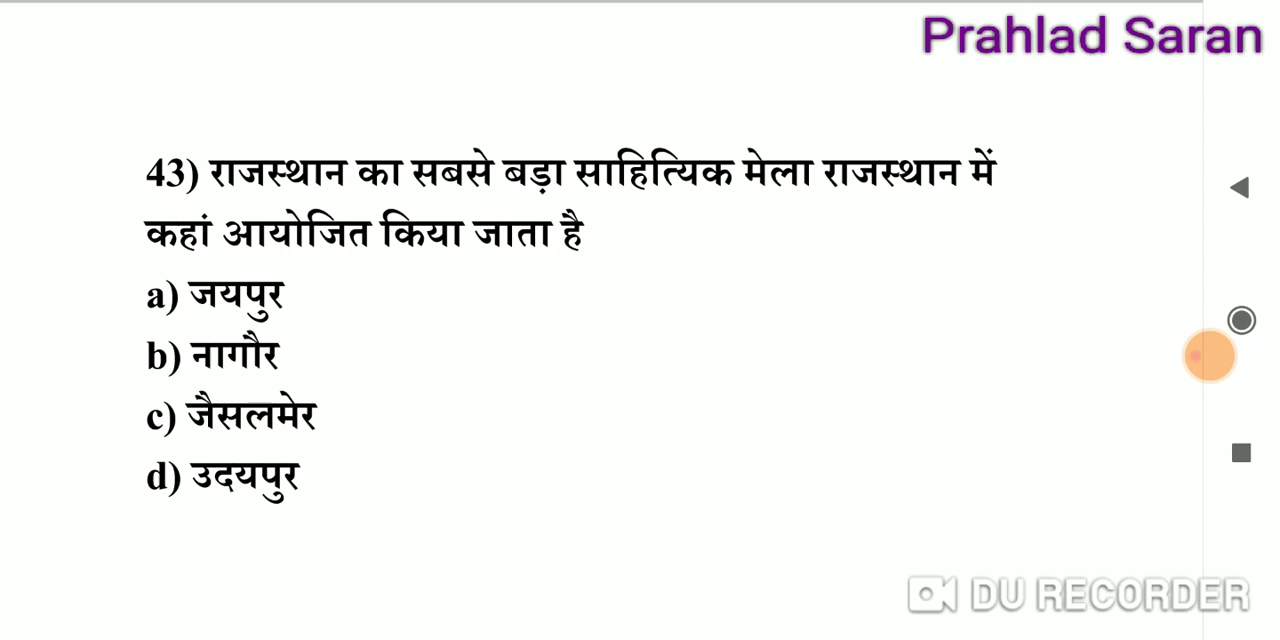 Prahlad Saran
43) राजस्थान का सबसे बड़ा साहित्यिक मेला राजस्थान में
कहां आयोजित किया जाता है
a) जयपुर
b) नागौर
c) जैसलमेर
d) उदयपुर
DU RECORDER